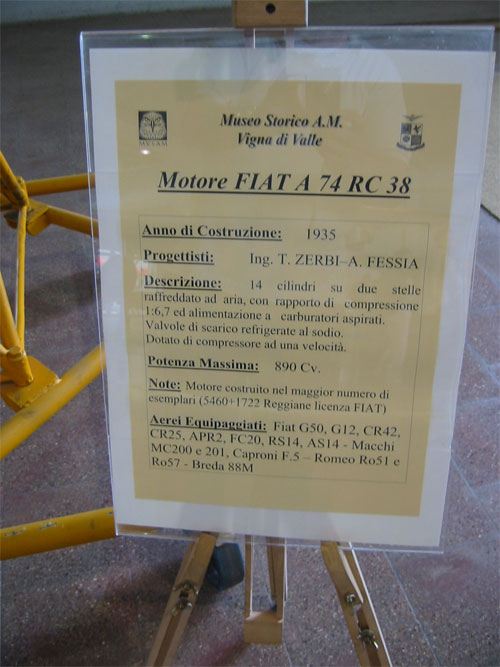 Museo Storico A.M.
Vigna di Valle
Motore FIAT A 74 RC 38
Anno di Costruzione: 1935
Progettisti: Ing. T. ZERBI–A. FESSIA
Descrizione: 14 cilindri su due stelle
raffreddato ad aria, con rapporto di compressione
1:6,7 ed alimentazione a carburatori aspirati.
Valvole di scarico refrigerate al sodio.
Dotato di compressore ad una velocità.
Potenza Massima: 890 Cv.
Note: Motore costruito nel maggior numero di
esemplari (5460+1722 Reggiane licenza FIAT)
Aerei Equipaggiati: Fiat G50, G12, CR42,
CR25, APR2, FC20, RS14, AS14 - Macchi
MC200 e 201, Caproni F.5 – Romeo Ro51 e
Ro57 - Breda 88M